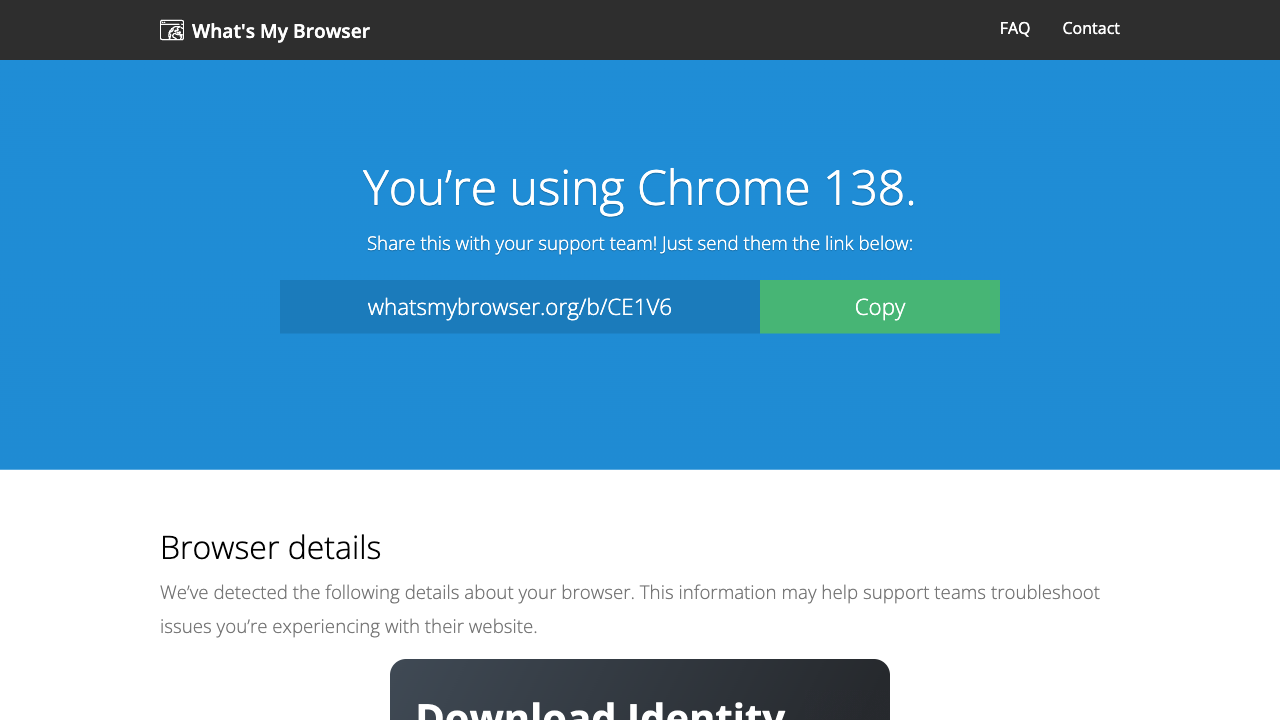 What's My Browser
FAQ
Contact
You’re using Chrome 138.
Share this with your support team! Just send them the link below:
whatsmybrowser.org/b/CE1V6
Copy
Browser details
We’ve detected the following details about your browser. This information may help support teams troubleshoot
issues you’re experiencing with their website.
Download Identity